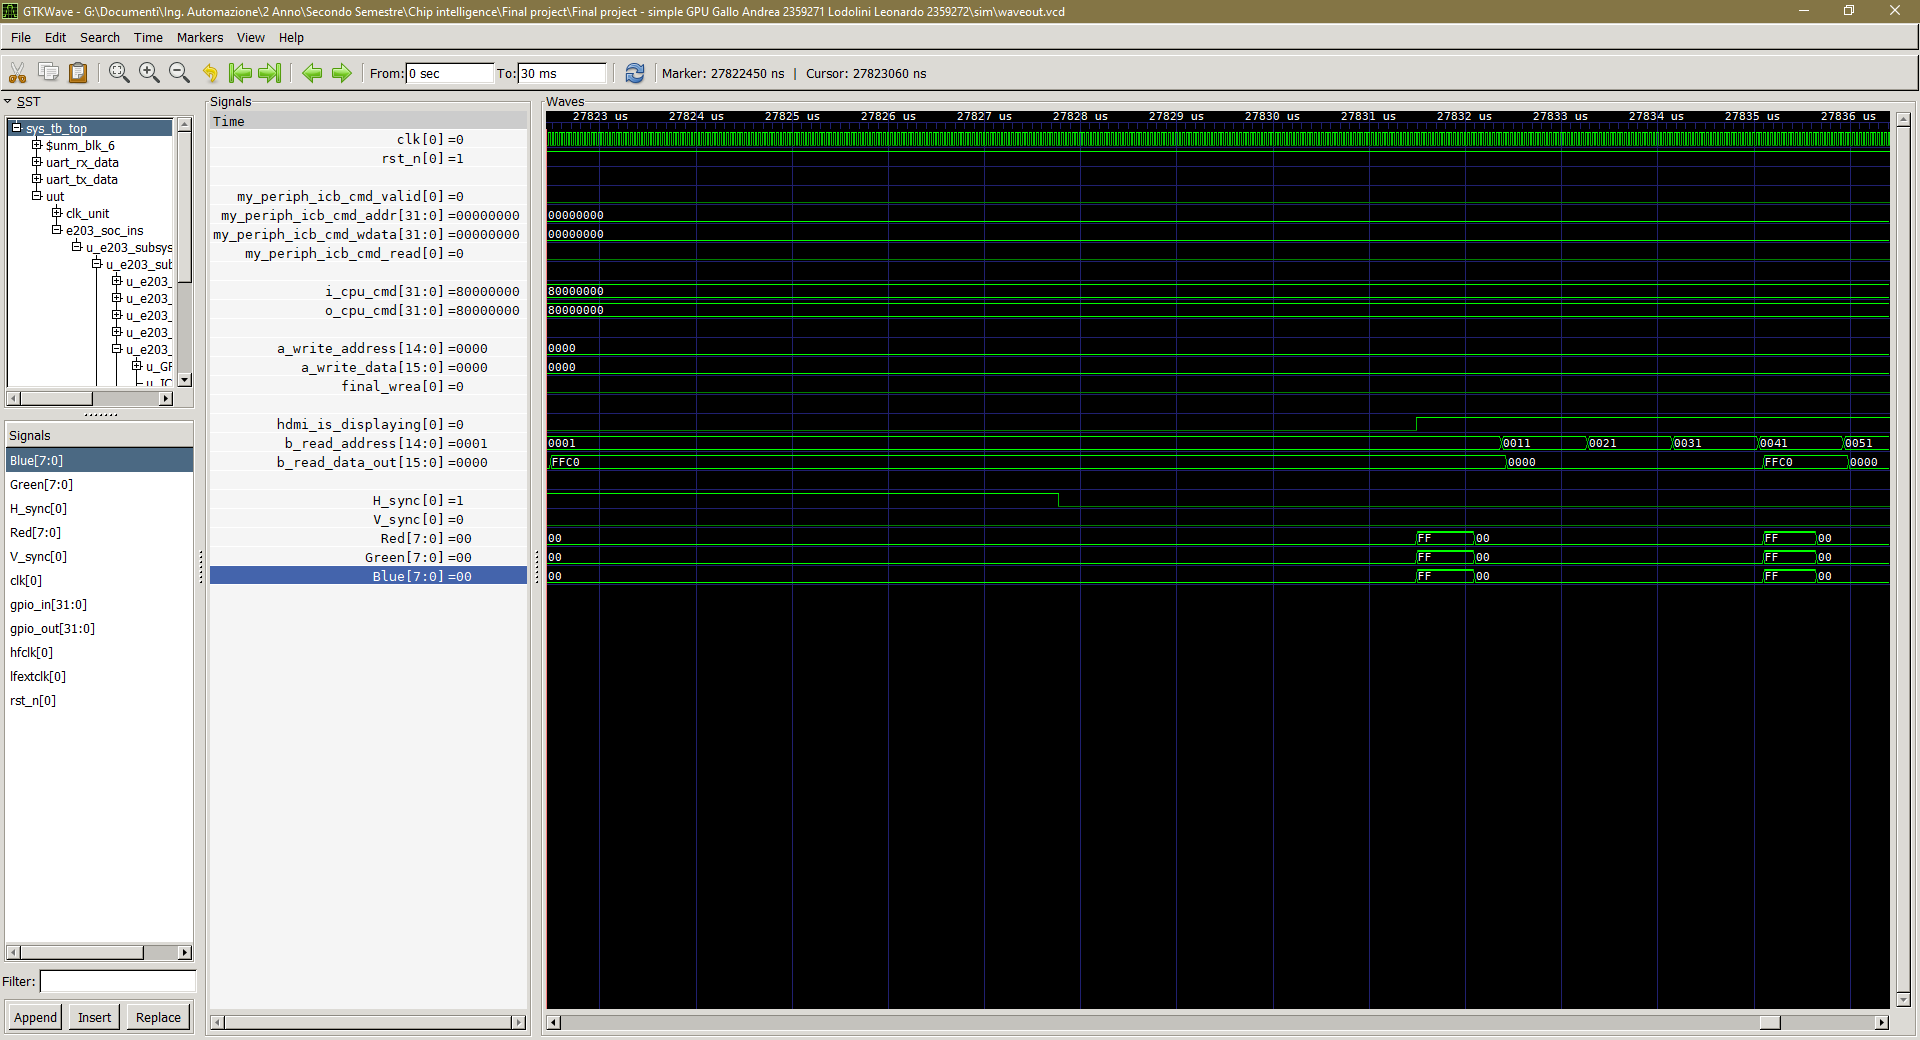 GTKWave - G:\Documenti\Ing. Automazione\2 Anno\Secondo Semestre\Chip intelligence\Final project\Final project - simple GPU Gallo Andrea 2359271 Lodolini Leonardo 2359272\sim\waveout.vcd
File Edit Search Time Markers View Help
From: 0 sec To: 30 ms Marker: 27822450 ns | Cursor: 27823060 ns
SST
sys_tb_top
$unm_blk_6
uart_rx_data
uart_tx_data
uut
clk_unit
e203_soc_ins
u_e203_subsys
u_e203_sub
u_e203_
u_e203_
u_e203_
u_e203_
u_e203_
u_GF
u_IC
Signals
Blue[7:0]
Green[7:0]
H_sync[0]
Red[7:0]
V_sync[0]
clk[0]
gpio_in[31:0]
gpio_out[31:0]
hfclk[0]
lfextclk[0]
rst_n[0]
Filter:
Append Insert Replace
Signals
Time
clk[0] =0
rst_n[0] =1
my_periph_icb_cmd_valid[0] =0
my_periph_icb_cmd_addr[31:0] =00000000
my_periph_icb_cmd_wdata[31:0] =00000000
my_periph_icb_cmd_read[0] =0
i_cpu_cmd[31:0] =80000000
o_cpu_cmd[31:0] =80000000
a_write_address[14:0] =0000
a_write_data[15:0] =0000
final_wrea[0] =0
hdmi_is_displaying[0] =0
b_read_address[14:0] =0001
b_read_data_out[15:0] =0000
H_sync[0] =1
V_sync[0] =0
Red[7:0] =00
Green[7:0] =00
Blue[7:0] =00
Waves
27823 us 27824 us 27825 us 27826 us 27827 us 27828 us 27829 us 27830 us 27831 us 27832 us 27833 us 27834 us 27835 us 27836 us
00000000
00000000
80000000
80000000
0000
0000
0001 0011 0021 0031 0041 0051
FFC0 0000 FFC0 0000
00 FF 00 FF 00
00 FF 00 FF 00
00 FF 00 FF 00